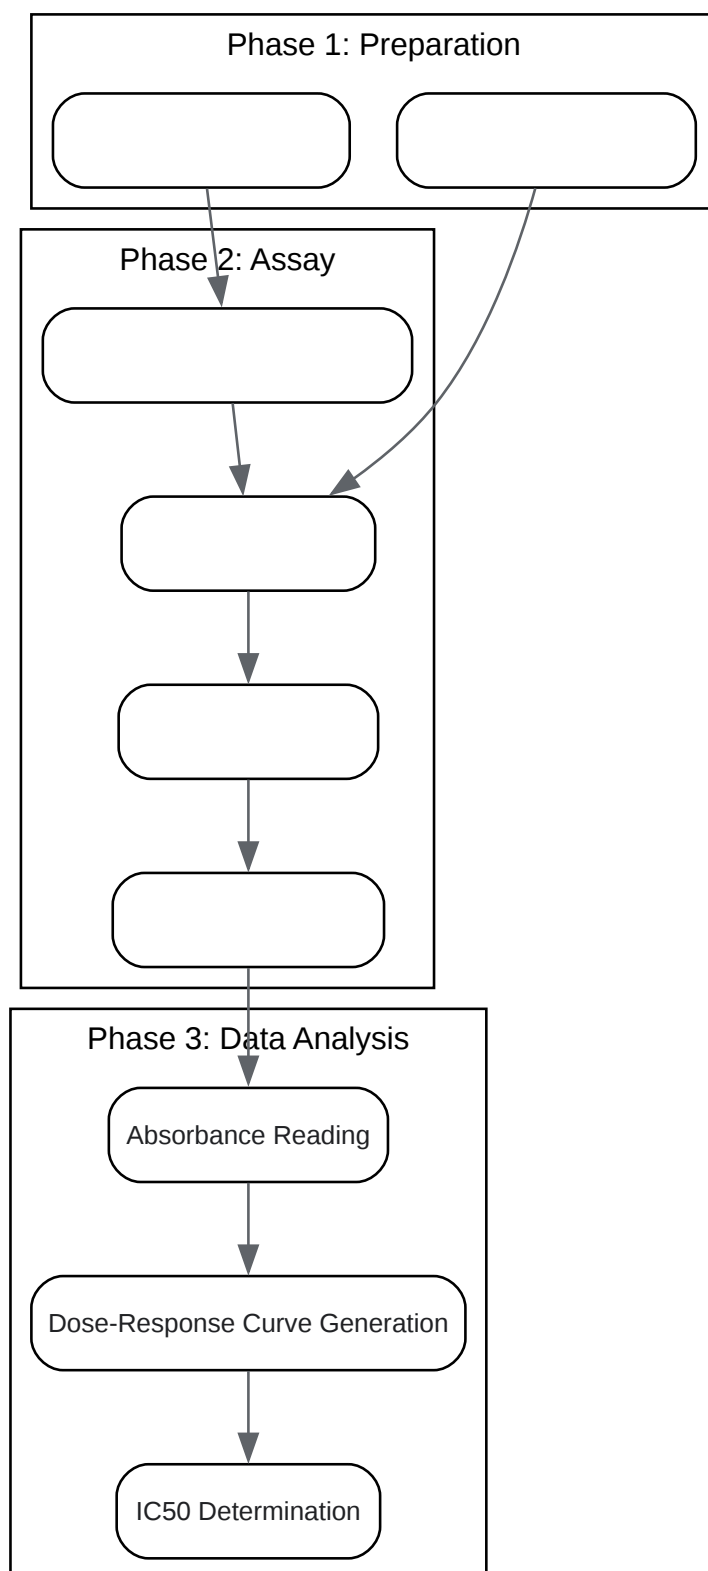 Phase 1: Preparation
Phase 2: Assay
Phase 3: Data Analysis
Absorbance Reading
Dose-Response Curve Generation
IC50 Determination